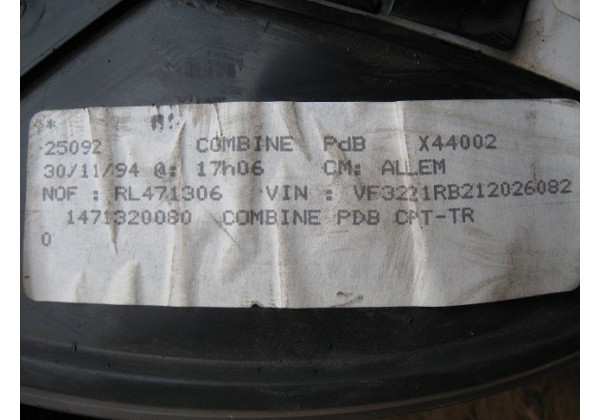 **
25092 COMBINE PdB X44002
30/11/94 @: 17h06 CM: ALLEM
NOF : RL471306 VIN : VF3221RB212026082
1471320080 COMBINE PDB CPT-TR
0